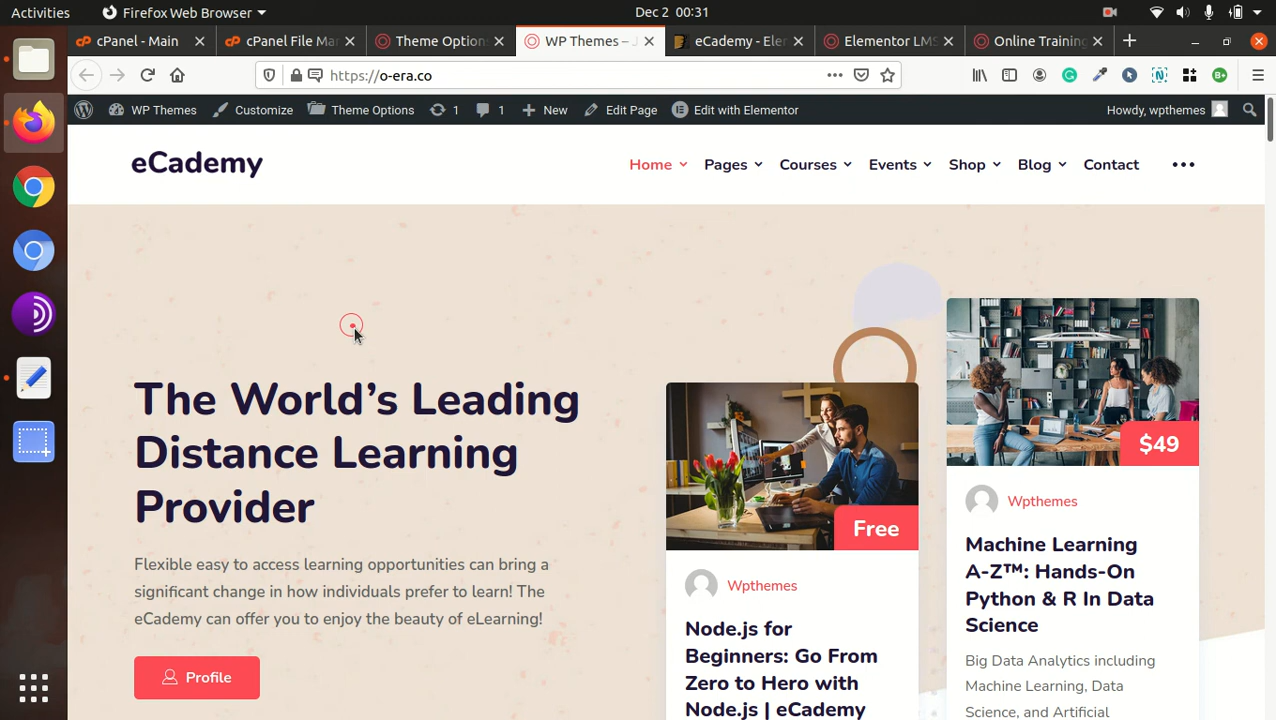 Activities
Firefox Web Browser
Dec 2 00:31
cPanel - Main
cPanel File Mar
Theme Option
WP Themes – J
eCademy - Elem
Elementor LMS
Online Training
https://o-era.co
WP Themes
Customize
Theme Options
1
1
New
Edit Page
Edit with Elementor
Howdy, wpthemes
eCademy
Home
Pages
Courses
Events
Shop
Blog
Contact
The World's Leading
Distance Learning
Provider
Flexible easy to access learning opportunities can bring a
significant change in how individuals prefer to learn! The
eCademy can offer you to enjoy the beauty of eLearning!
Profile
Free
Wpthemes
Node.js for
Beginners: Go From
Zero to Hero with
Node.js | eCademy
$49
Wpthemes
Machine Learning
A-Z™: Hands-On
Python & R In Data
Science
Big Data Analytics including
Machine Learning, Data
Science, and Artificial